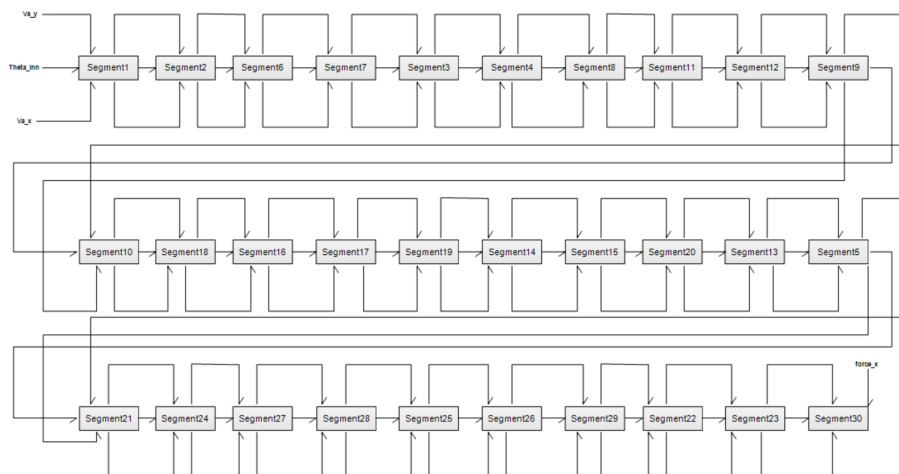 Va_y
Theta_inn
Segment1
Segment2
Segment6
Segment7
Segment3
Segment4
Segment8
Segment11
Segment12
Segment9
Va_x
Segment10
Segment18
Segment16
Segment17
Segment19
Segment14
Segment15
Segment20
Segment13
Segment5
force_x
Segment21
Segment24
Segment27
Segment28
Segment25
Segment26
Segment29
Segment22
Segment23
Segment30